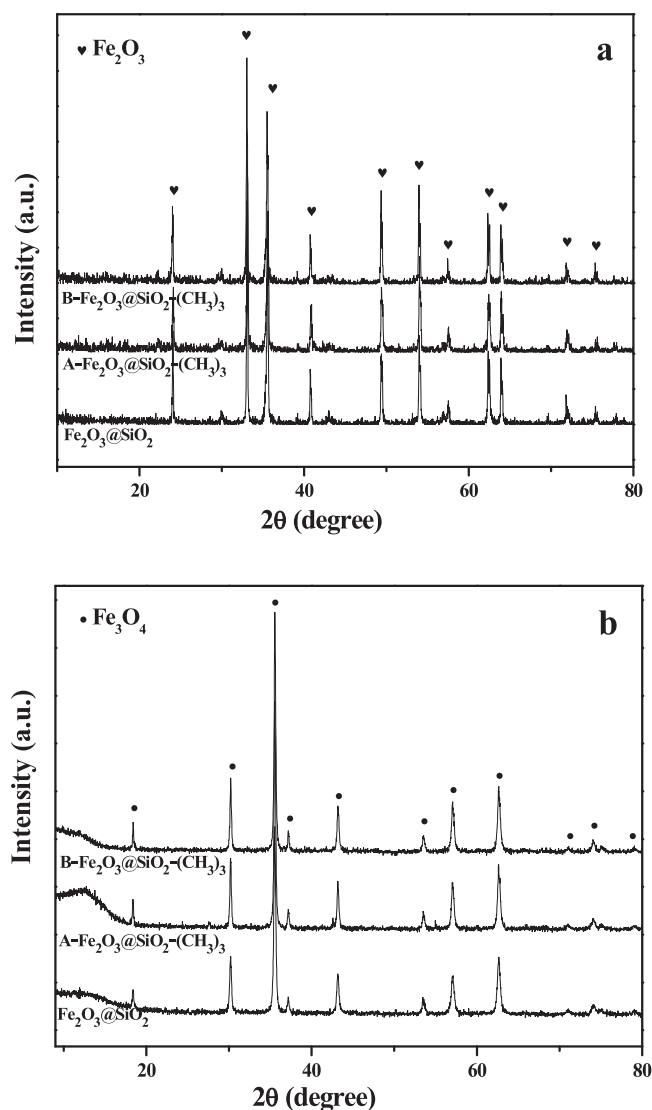 ♥ Fe₂O₃
a
B-Fe₂O₃@SiO₂-(CH₃)₃
A-Fe₂O₃@SiO₂-(CH₃)₃
Fe₂O₃@SiO₂
Intensity (a.u.)
20 40 60 80
2θ (degree)
• Fe₃O₄
b
B-Fe₂O₃@SiO₂-(CH₃)₃
A-Fe₂O₃@SiO₂-(CH₃)₃
Fe₂O₃@SiO₂
Intensity (a.u.)
20 40 60 80
2θ (degree)